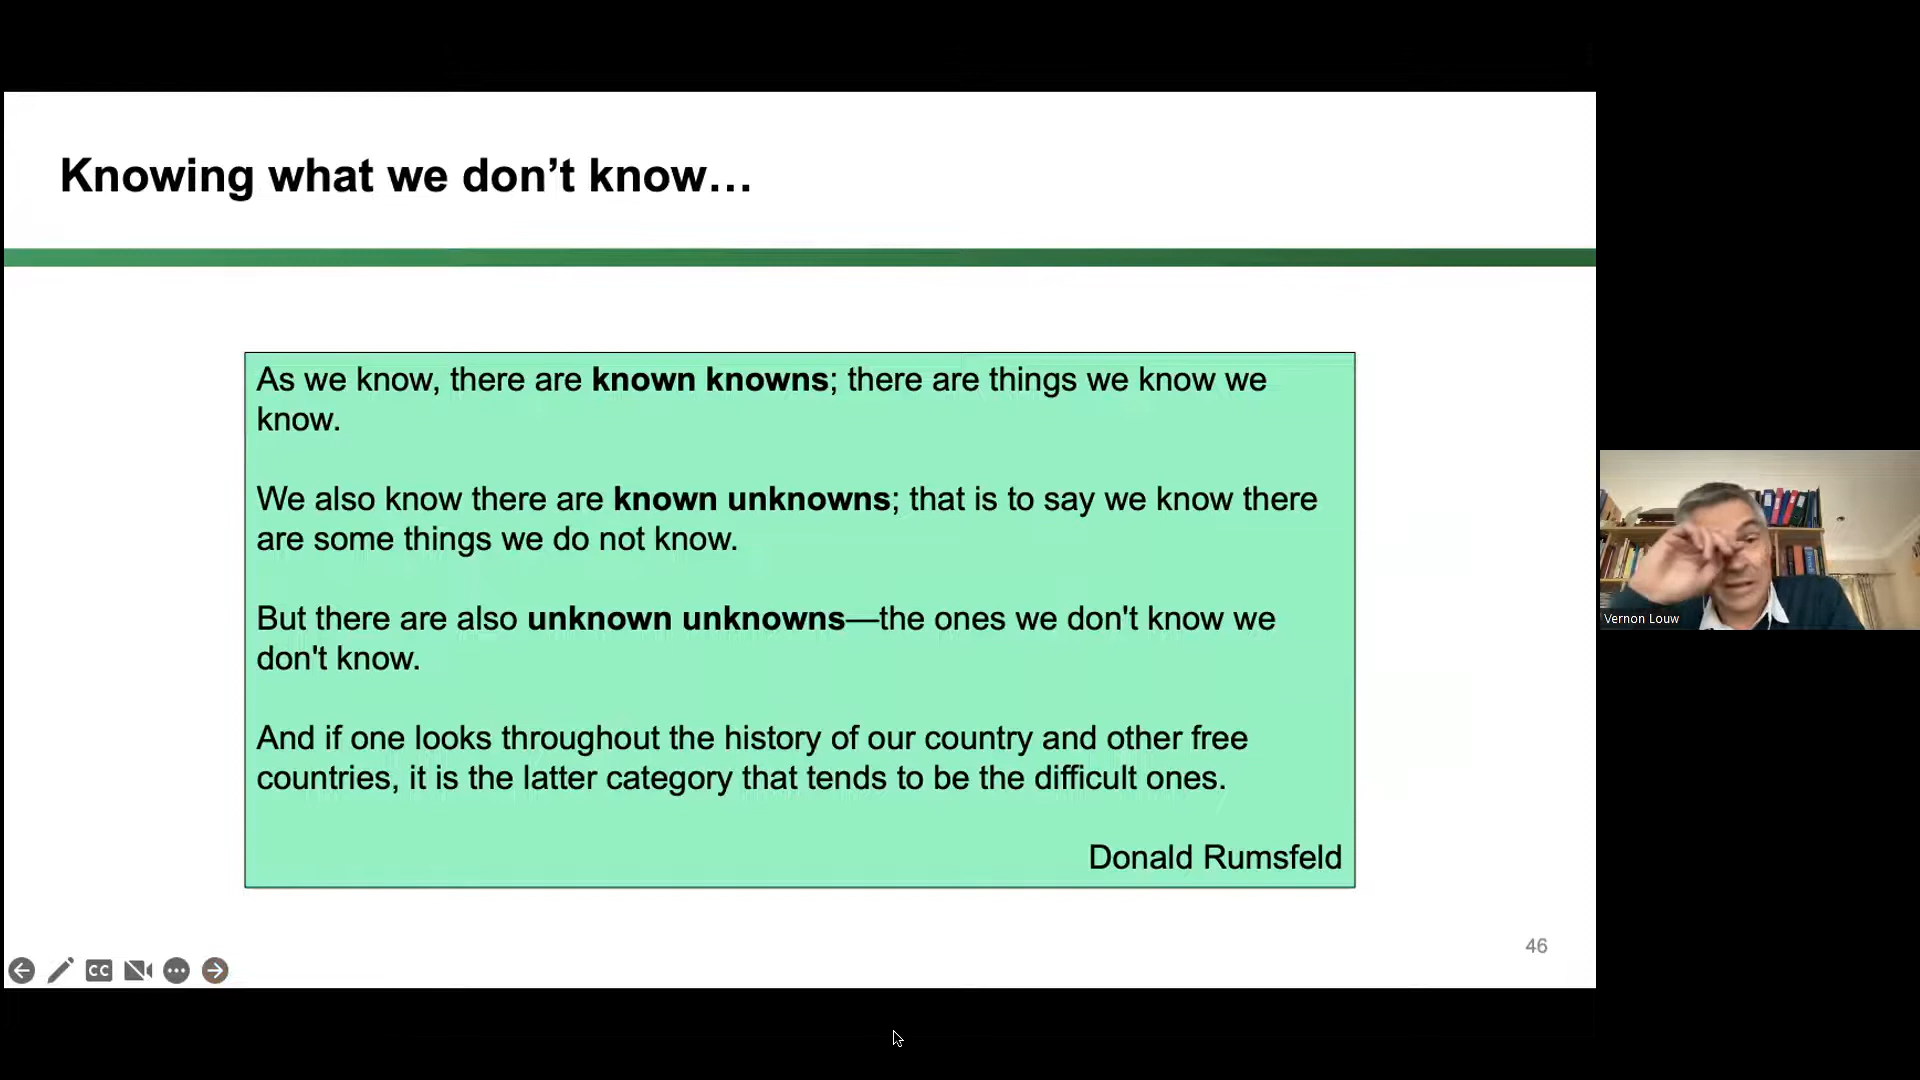 Knowing what we don’t know…
As we know, there are known knowns; there are things we know we
know.
We also know there are known unknowns; that is to say we know there
are some things we do not know.
But there are also unknown unknowns—the ones we don't know we
don't know.
And if one looks throughout the history of our country and other free
countries, it is the latter category that tends to be the difficult ones.
Donald Rumsfeld
46
CC
Vernon Louw